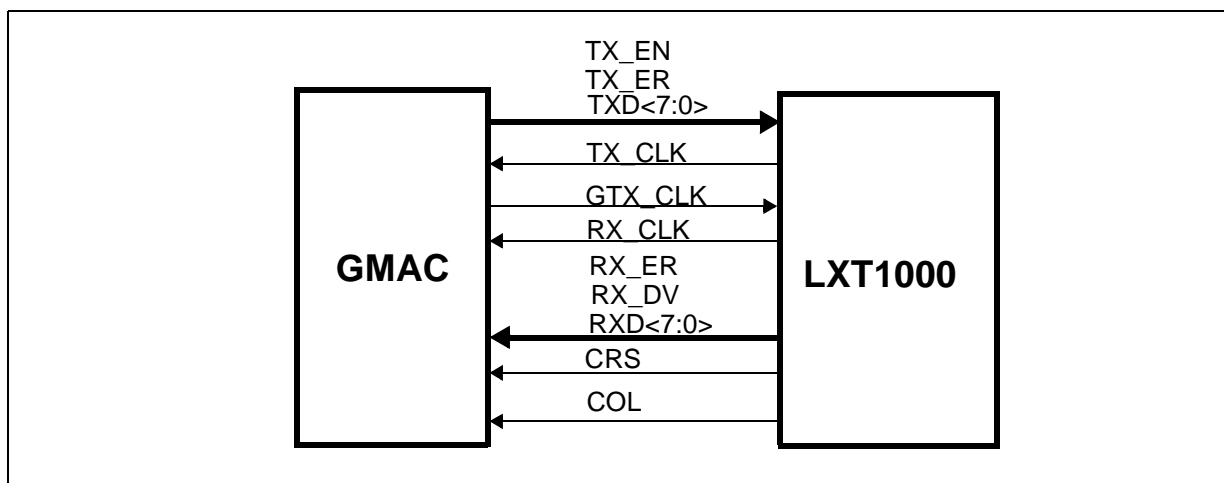 TX_EN
TX_ER
TXD<7:0>
TX_CLK
GTX_CLK
RX_CLK
GMAC
RX_ER
LXT1000
RX_DV
RXD<7:0>
CRS
COL